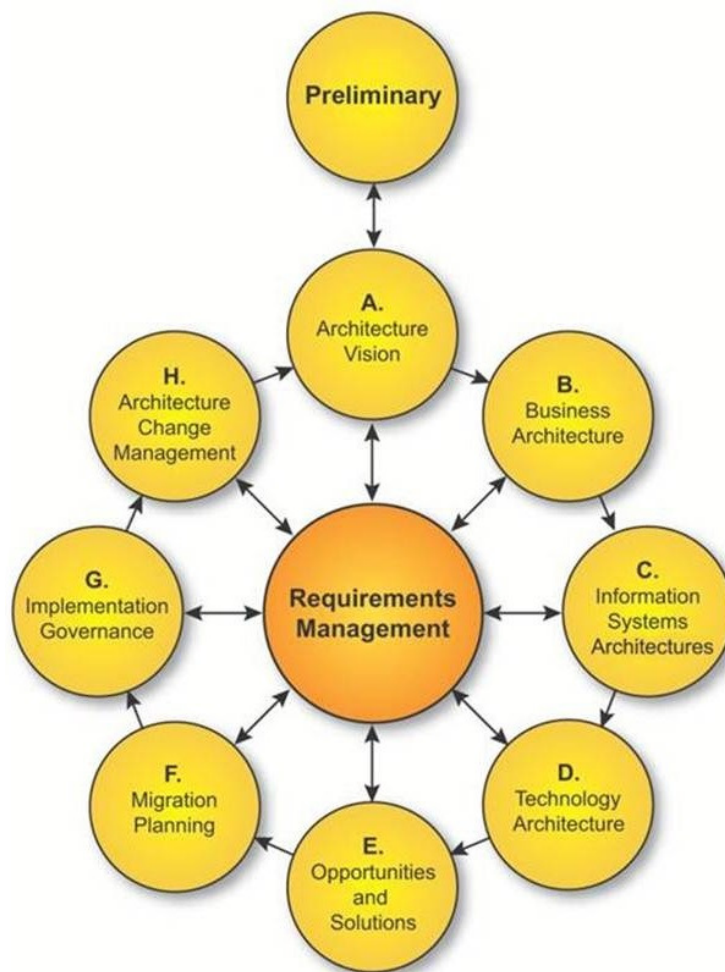 Preliminary
A.
Architecture
Vision
B.
Business
Architecture
C.
Information
Systems
Architectures
D.
Technology
Architecture
E.
Opportunities
and
Solutions
F.
Migration
Planning
G.
Implementation
Governance
H.
Architecture
Change
Management
Requirements
Management